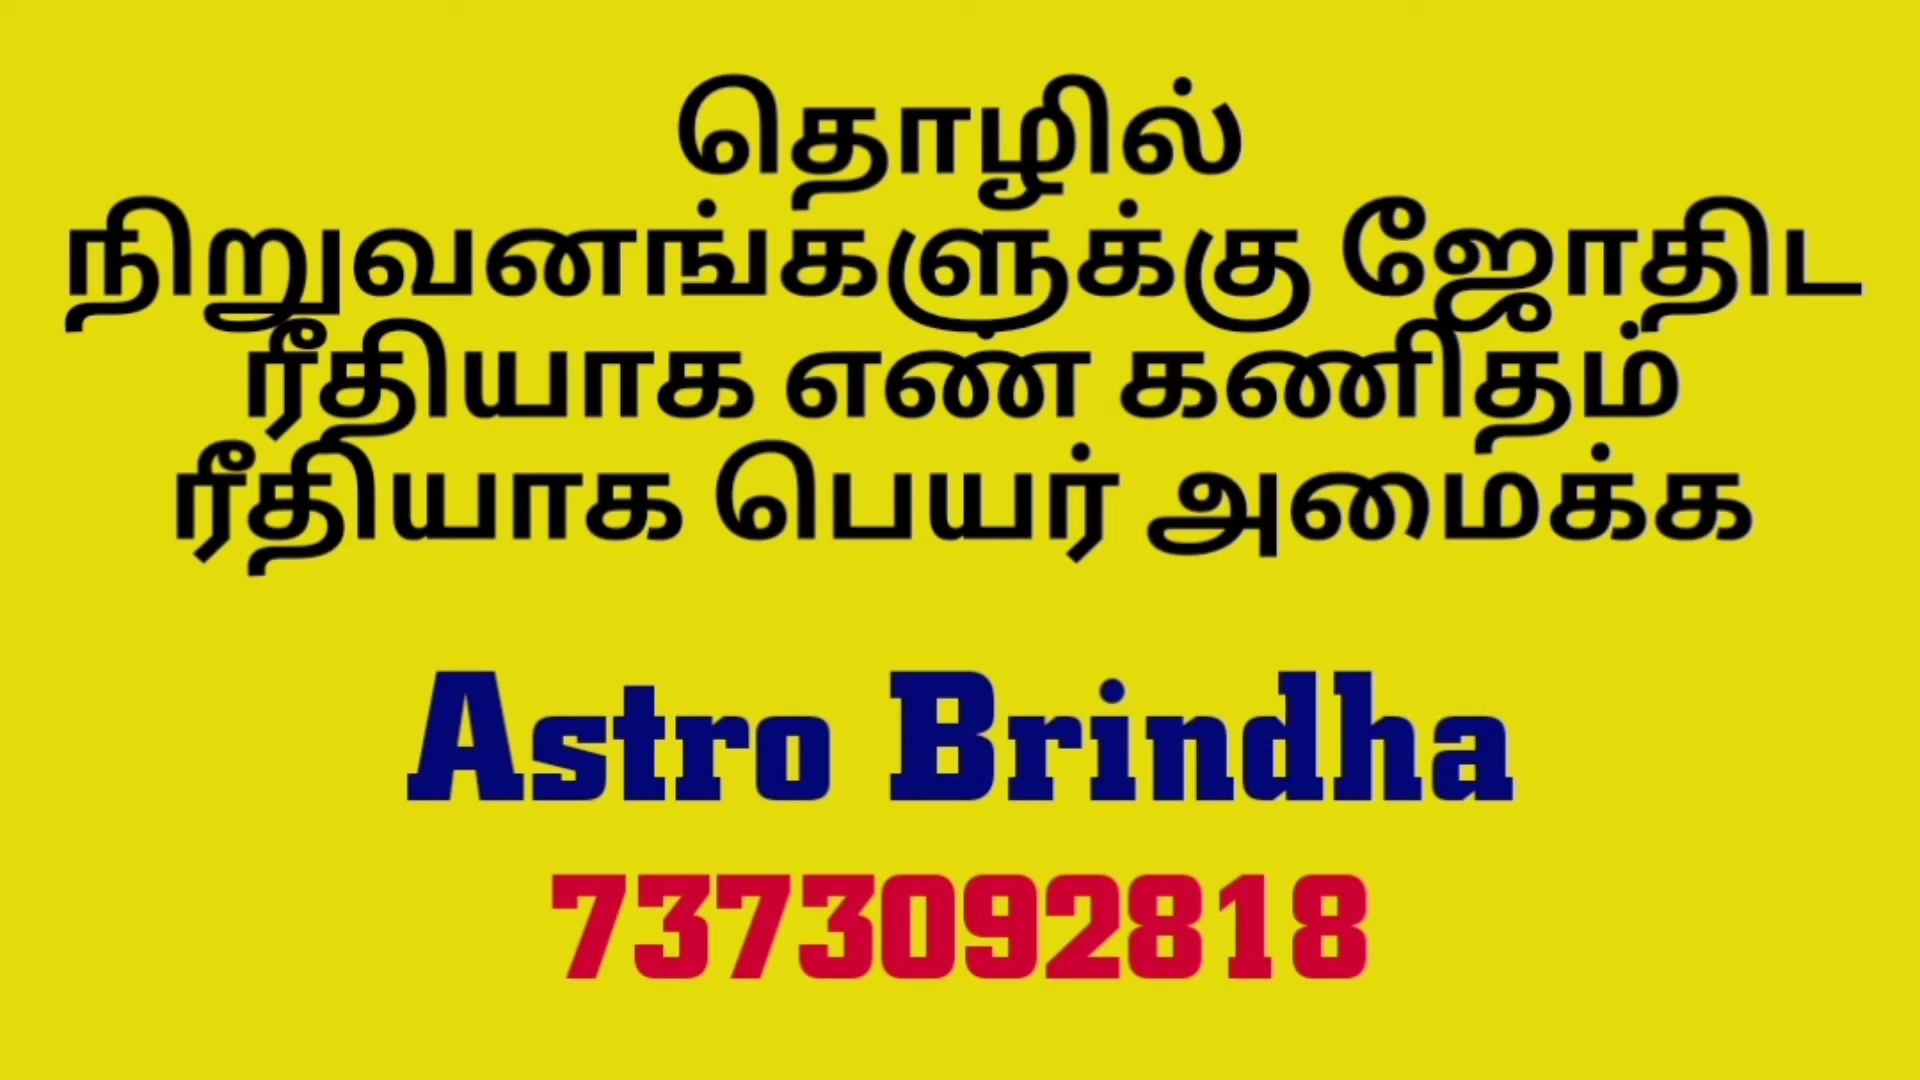 தொழில்
நிறுவனங்களுக்கு ஜோதிட
ரீதியாக எண் கணிதம்
ரீதியாக பெயர் அமைக்க
Astro Brindha
7373092818